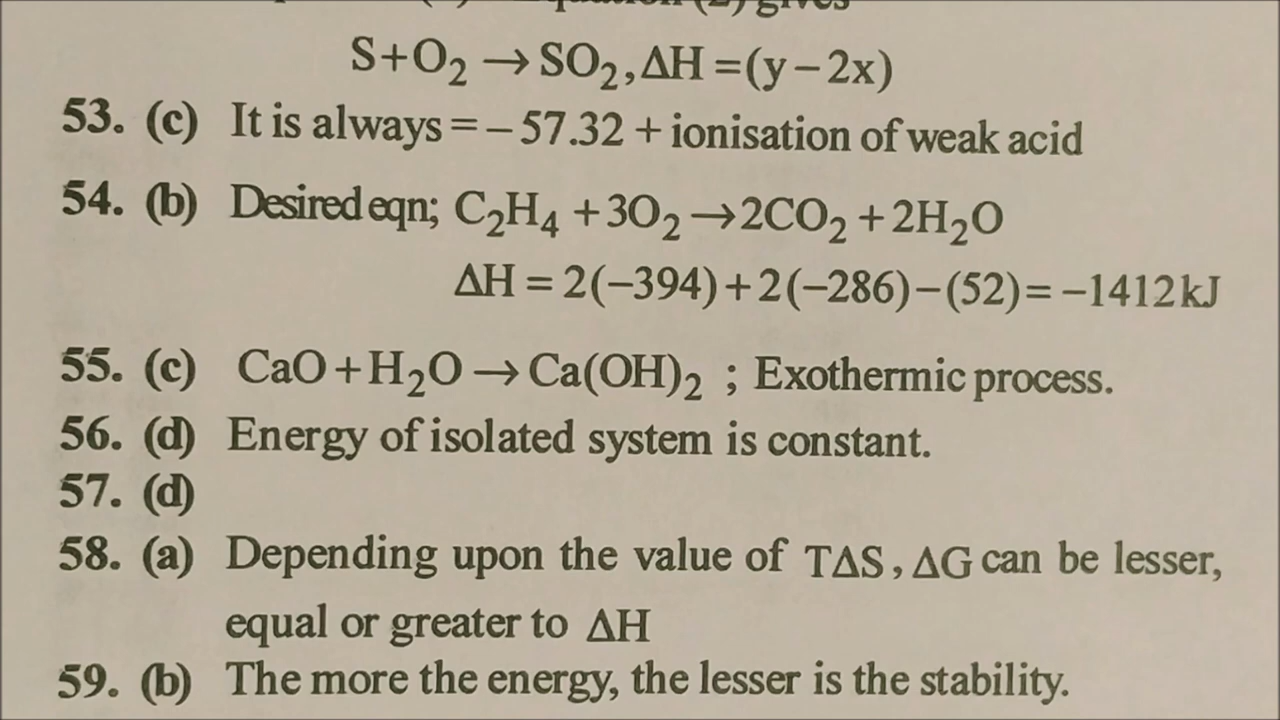 gives
S+O₂ → SO₂, ΔH =(y – 2x)
53. (c) It is always = – 57.32 + ionisation of weak acid
54. (b) Desired eqn; C₂H₄ + 3O₂ → 2CO₂ + 2H₂O
ΔH = 2(–394) + 2(–286) – (52) = –1412 kJ
55. (c) CaO + H₂O → Ca(OH)₂ ; Exothermic process.
56. (d) Energy of isolated system is constant.
57. (d)
58. (a) Depending upon the value of TΔS, ΔG can be lesser,
equal or greater to ΔH
59. (b) The more the energy, the lesser is the stability.